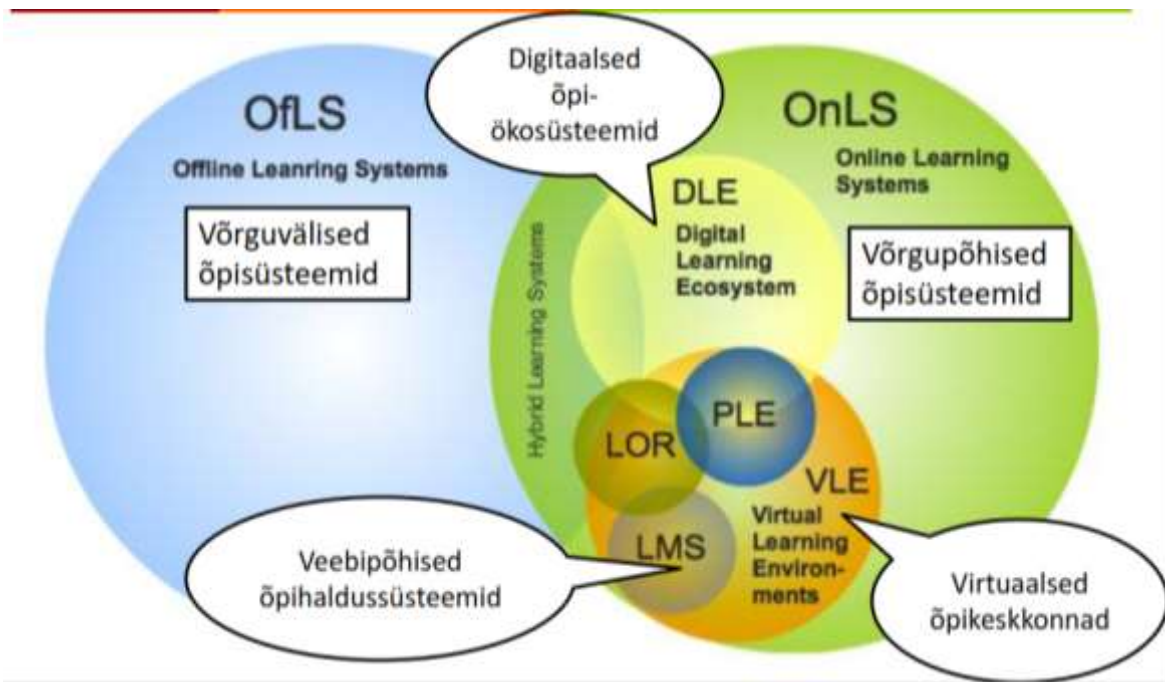 OfLS
Offline Leanring Systems
Võrguvälised
õpisüsteemid
Digitaalsed
õpi-
ökosüsteemid
OnLS
Online Learning
Systems
Võrgupõhised
õpisüsteemid
DLE
Digital
Learning
Ecosystem
Hybrid Learning Systems
PLE
LOR
VLE
Virtual
Learning
Environ-
ments
LMS
Veebipõhised
õpihaldussüsteemid
Virtuaalsed
õpikeskkonnad